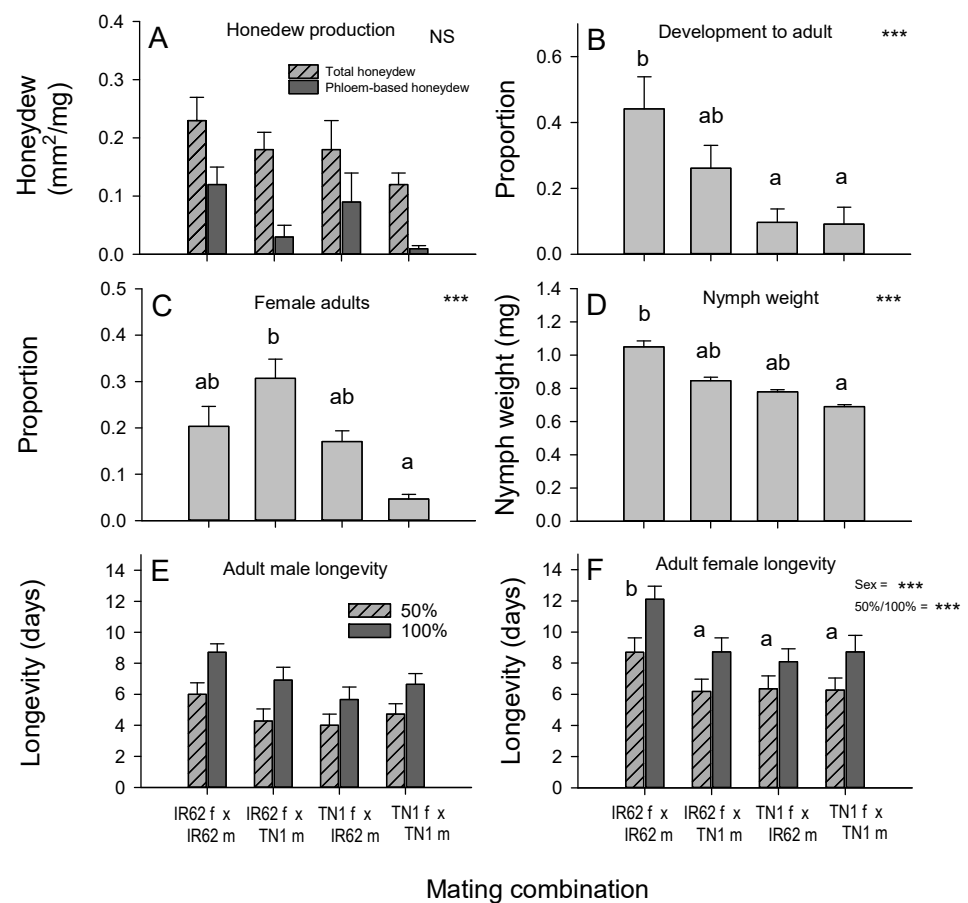 A
Honedew production
NS
Total honeydew
Phloem-based honeydew
Honeydew
(mm²/mg)
0.4
0.3
0.2
0.1
0.0
B
Development to adult
***
Proportion
0.6
0.4
0.2
0.0
b
ab
a
a
C
Female adults
***
Proportion
0.5
0.4
0.3
0.2
0.1
0.0
ab
b
ab
a
D
Nymph weight
***
Nymph weight (mg)
1.4
1.2
1.0
0.8
0.6
0.4
0.2
0.0
b
ab
ab
a
E
Adult male longevity
50%
100%
Longevity (days)
14
12
10
8
6
4
2
0
IR62 f x
IR62 m
IR62 f x
TN1 m
TN1 f x
IR62 m
TN1 f x
TN1 m
F
Adult female longevity
Sex = ***
50%/100% = ***
Longevity (days)
14
12
10
8
6
4
2
0
b
a
a
a
IR62 f x
IR62 m
IR62 f x
TN1 m
TN1 f x
IR62 m
TN1 f x
TN1 m
Mating combination